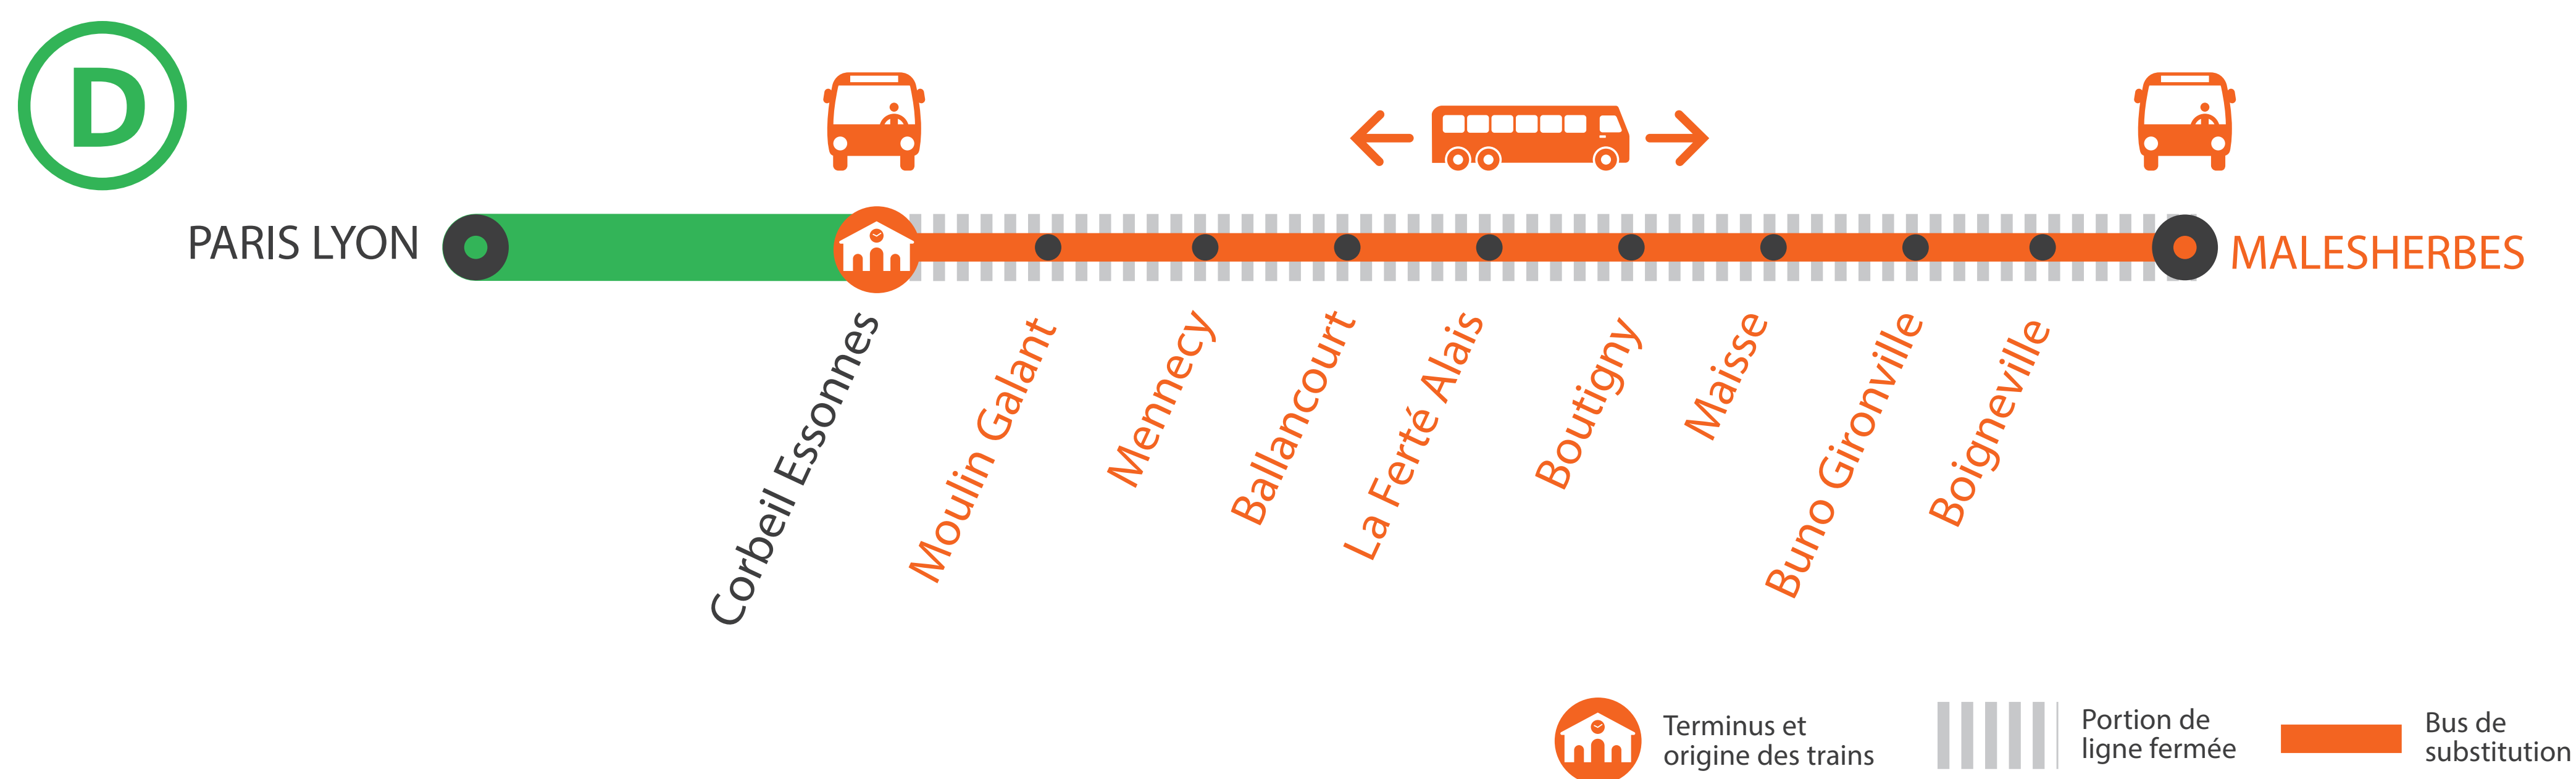 D
PARIS LYON
MALESHERBES
Corbeil Essonnes
Moulin Galant
Mennecy
Ballancourt
La Ferté Alais
Boutigny
Maisse
Buno Gironville
Boigneville
Terminus et
origine des trains
Portion de
ligne fermée
Bus de
substitution